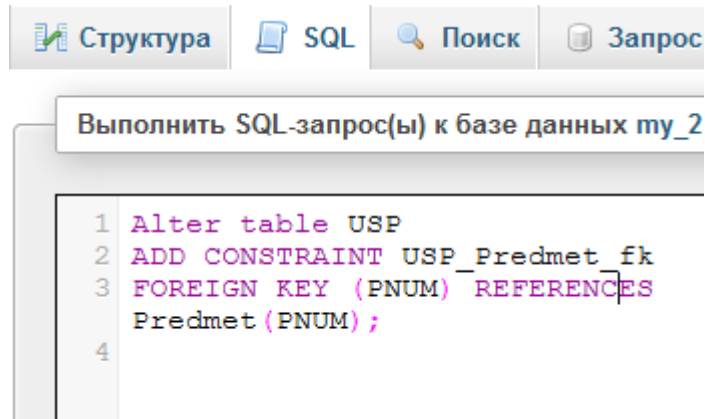 Структура SQL Поиск Запрос
Выполнить SQL-запрос(ы) к базе данных my_2
1 Alter table USP
2 ADD CONSTRAINT USP_Predmet_fk
3 FOREIGN KEY (PNUM) REFERENCES
Predmet(PNUM);
4